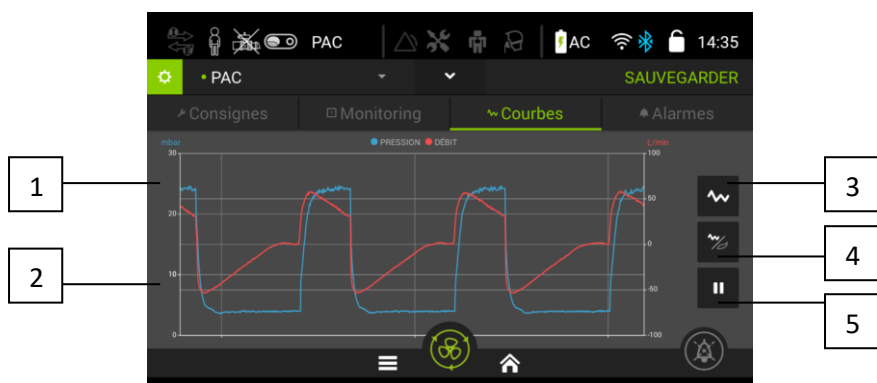 PAC AC 14:35
PAC SAUVEGARDER
Consignes Monitoring Courbes Alarmes
mbar PRESSION DÉBIT L/min
30 100
1 3
20 50
4
0
2
10 -50
5
0 -100